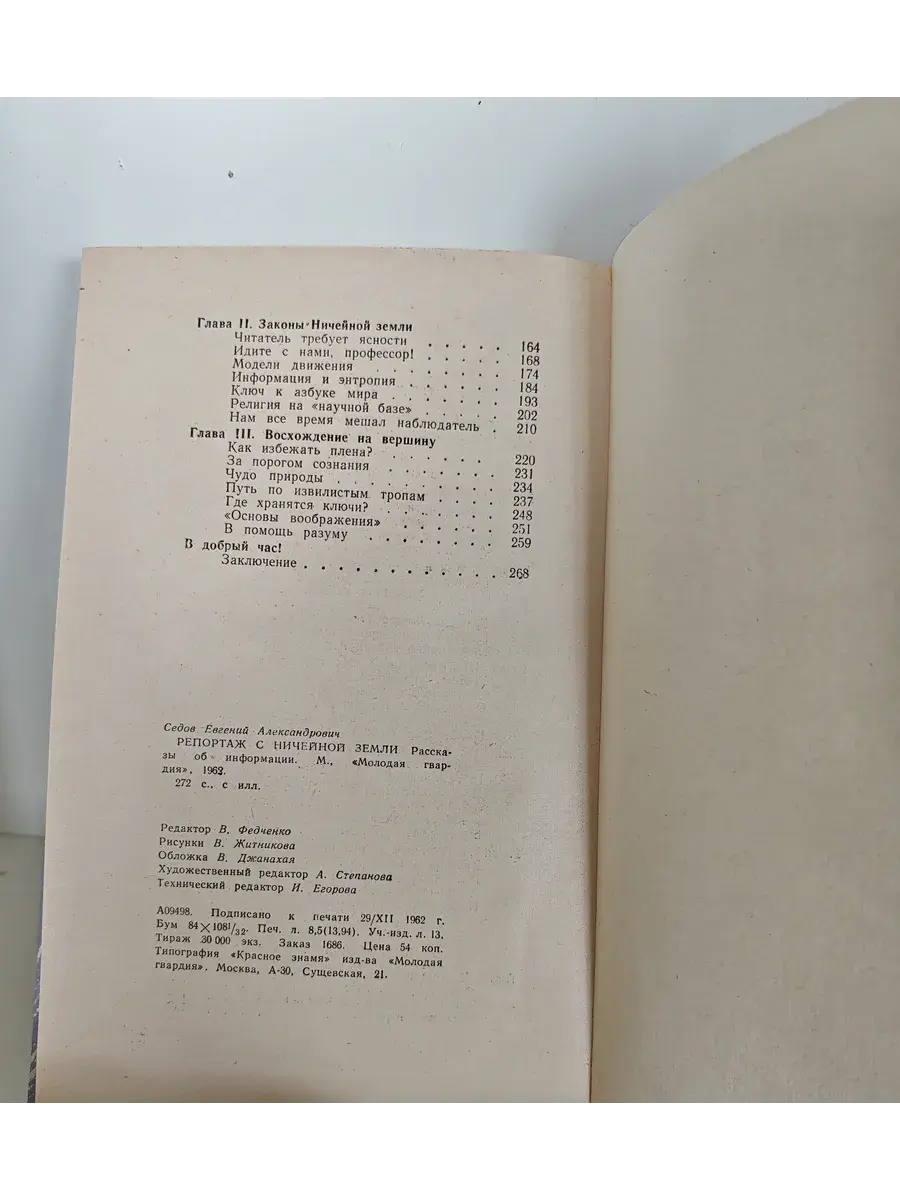 Глава II. Законы Ничейной земли
Читатель требует ясности . . . . . 164
Идите с нами, профессор! . . . . . 168
Модели движения . . . . . . . 174
Информация и энтропия . . . . . 184
Ключ к азбуке мира . . . . . . 193
Религия на «научной базе» . . . . 202
Нам все время мешал наблюдатель . 210
Глава III. Восхождение на вершину
Как избежать плена? . . . . . . 220
За порогом сознания . . . . . . 231
Чудо природы . . . . . . . . 234
Путь по извилистым тропам . . . . 237
Где хранятся ключи? . . . . . . 248
«Основы воображения» . . . . . 251
В помощь разуму . . . . . . . 259
В добрый час!
Заключение . . . . . . . . . . . 268
Седов Евгений Александрович
РЕПОРТАЖ С НИЧЕЙНОЙ ЗЕМЛИ Расска-
зы об информации. М., «Молодая гвар-
дия», 1963.
272 с., с илл.
Редактор В. Федченко
Рисунки В. Житникова
Обложка В. Джанахая
Художественный редактор А. Степанова
Технический редактор И. Егорова
А09498. Подписано к печати 29/XII 1962 г.
Бум 84×108¹/₃₂. Печ. л. 8,5(13,94). Уч.-изд. л. 13.
Тираж 30 000 экз. Заказ 1686. Цена 54 коп.
Типография «Красное знамя» изд-ва «Молодая
гвардия». Москва, А-30, Сущевская, 21.